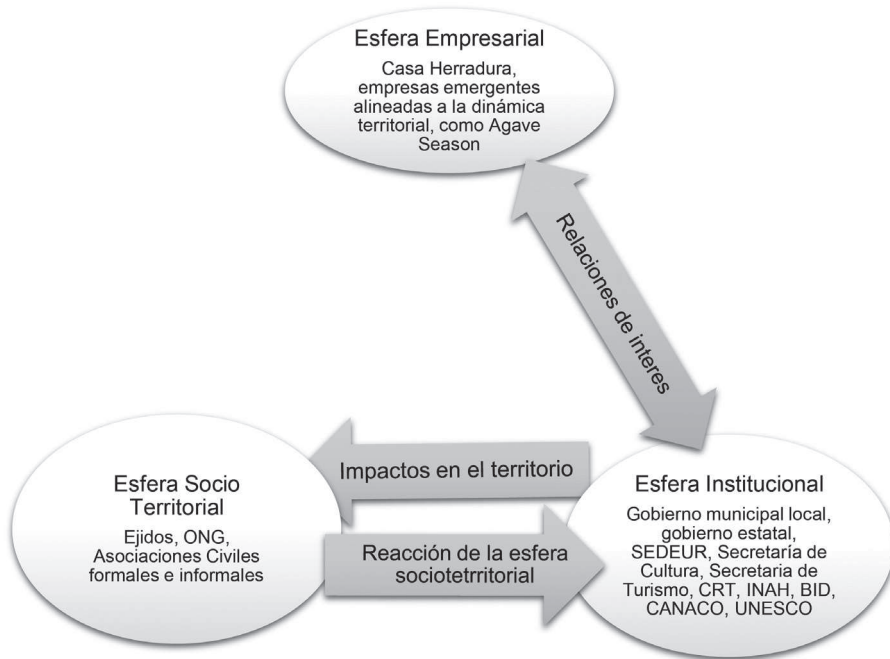 Esfera Empresarial
Casa Herradura,
empresas emergentes
alineadas a la dinámica
territorial, como Agave
Season
Relaciones de interes
Impactos en el territorio
Esfera Socio
Territorial
Ejidos, ONG,
Asociaciones Civiles
formales e informales
Reacción de la esfera
sociotetrritorial
Esfera Institucional
Gobierno municipal local,
gobierno estatal,
SEDEUR, Secretaría de
Cultura, Secretaria de
Turismo, CRT, INAH, BID,
CANACO, UNESCO